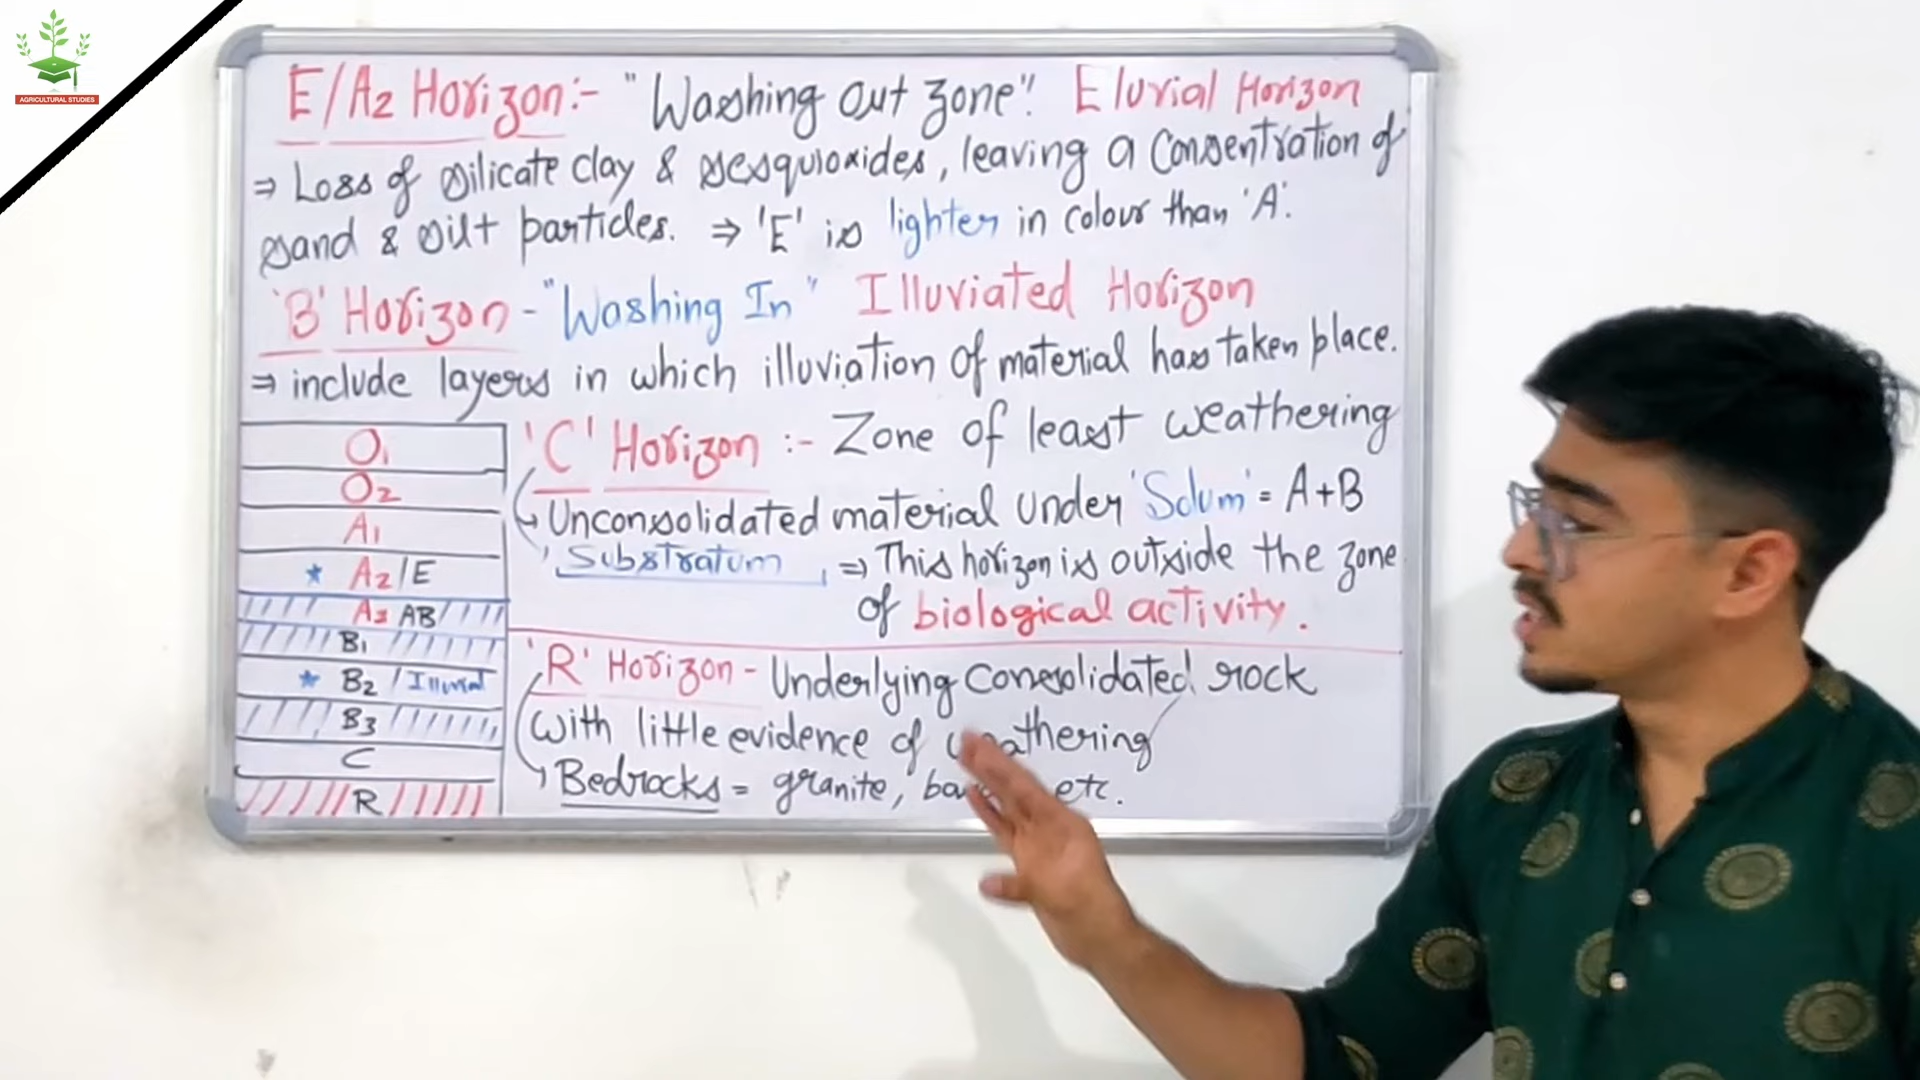 AGRICULTURAL STUDIES
E/A2 Horizon:- "Washing out zone". Eluvial Horizon
⇒ Loss of silicate clay & sesquioxides, leaving a Consentration of
sand & silt particles. ⇒ 'E' is lighter in colour than 'A'.
'B' Horizon - "Washing In" Illuviated Horizon
⇒ include layers in which illuviation of material has taken place.
O1
O2
A1
★ A2/E
A3 AB
B1
★ B2 / Illuvial
B3
C
R
'C' Horizon :- Zone of least weathering
Unconsolidated material under 'Solum' = A+B
Substratum ⇒ This horizon is outside the zone
of biological activity.
'R' Horizon - Underlying consolidated rock
with little evidence of weathering
Bedrocks = granite, etc.